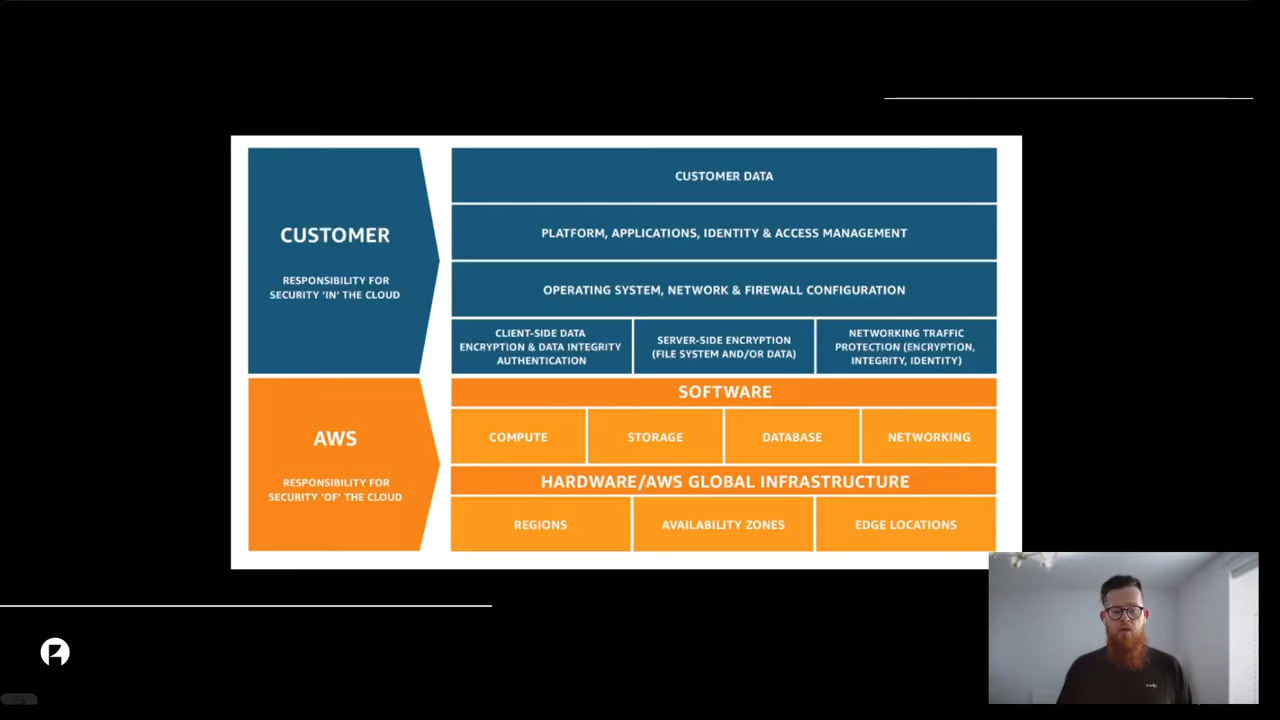 CUSTOMER
RESPONSIBILITY FOR
SECURITY 'IN' THE CLOUD
CUSTOMER DATA
PLATFORM, APPLICATIONS, IDENTITY & ACCESS MANAGEMENT
OPERATING SYSTEM, NETWORK & FIREWALL CONFIGURATION
CLIENT-SIDE DATA
ENCRYPTION & DATA INTEGRITY
AUTHENTICATION
SERVER-SIDE ENCRYPTION
(FILE SYSTEM AND/OR DATA)
NETWORKING TRAFFIC
PROTECTION (ENCRYPTION,
INTEGRITY, IDENTITY)
AWS
RESPONSIBILITY FOR
SECURITY 'OF' THE CLOUD
SOFTWARE
COMPUTE
STORAGE
DATABASE
NETWORKING
HARDWARE/AWS GLOBAL INFRASTRUCTURE
REGIONS
AVAILABILITY ZONES
EDGE LOCATIONS